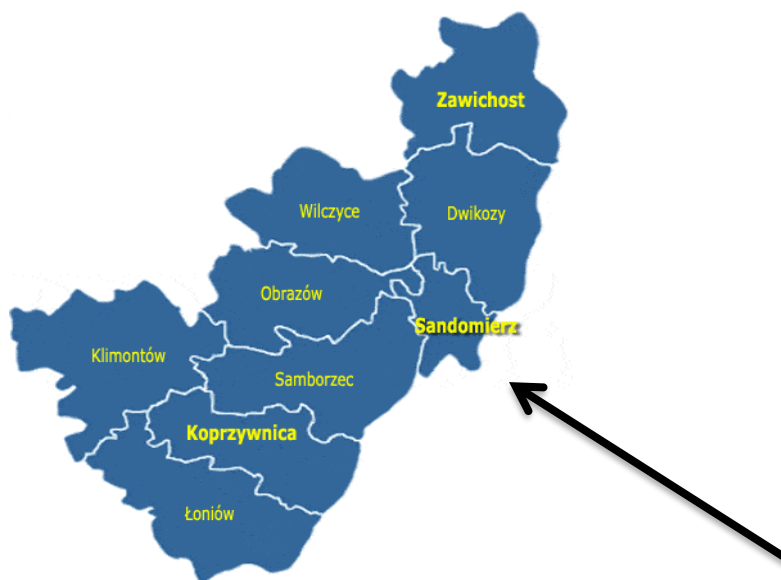 Zawichost
Wilczyce
Dwikozy
Obrazów
Sandomierz
Klimontów
Samborzec
Koprzywnica
Łoniów